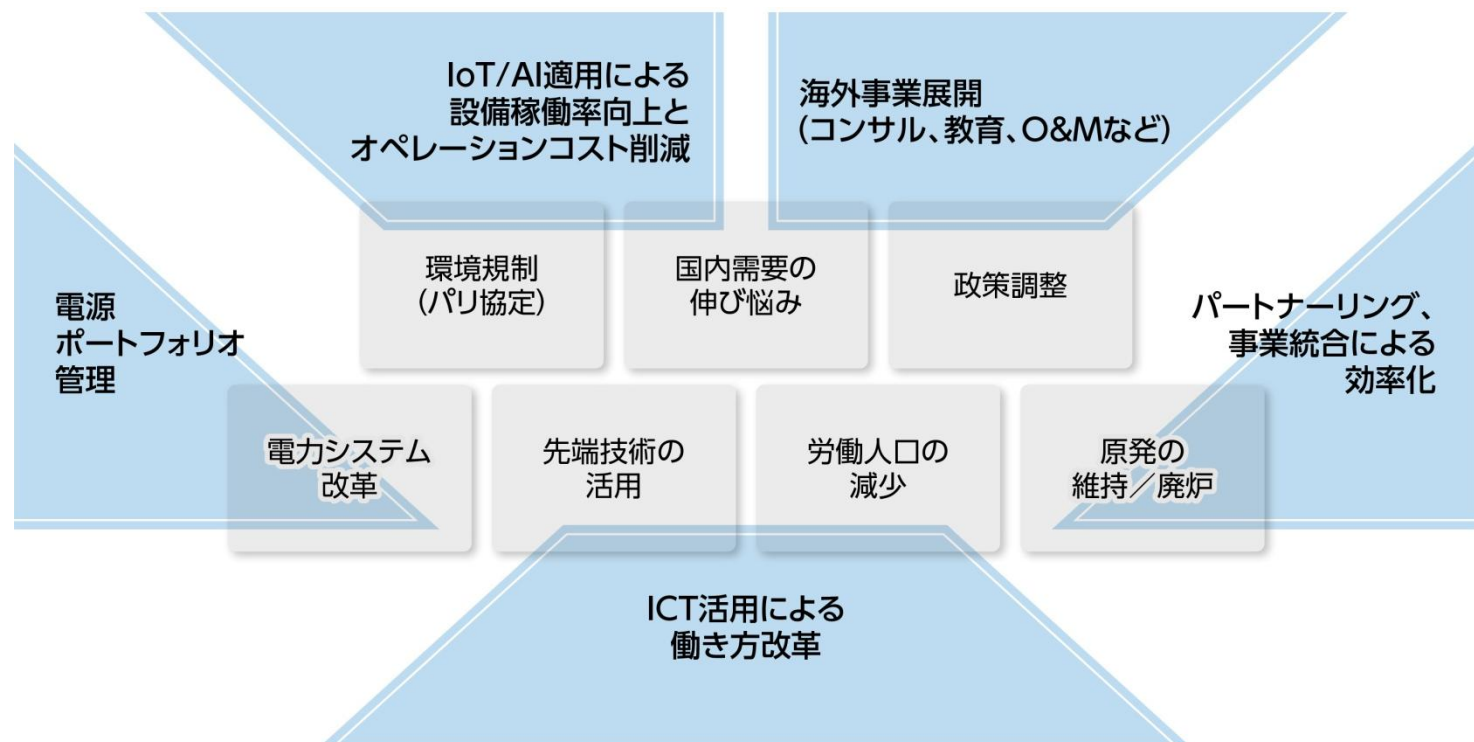 IoT/AI適用による
設備稼働率向上と
オペレーションコスト削減
海外事業展開
(コンサル、教育、O&Mなど)
環境規制
(パリ協定)
国内需要の
伸び悩み
政策調整
電源
ポートフォリオ
管理
パートナーリング、
事業統合による
効率化
電力システム
改革
先端技術の
活用
労働人口の
減少
原発の
維持／廃炉
ICT活用による
働き方改革